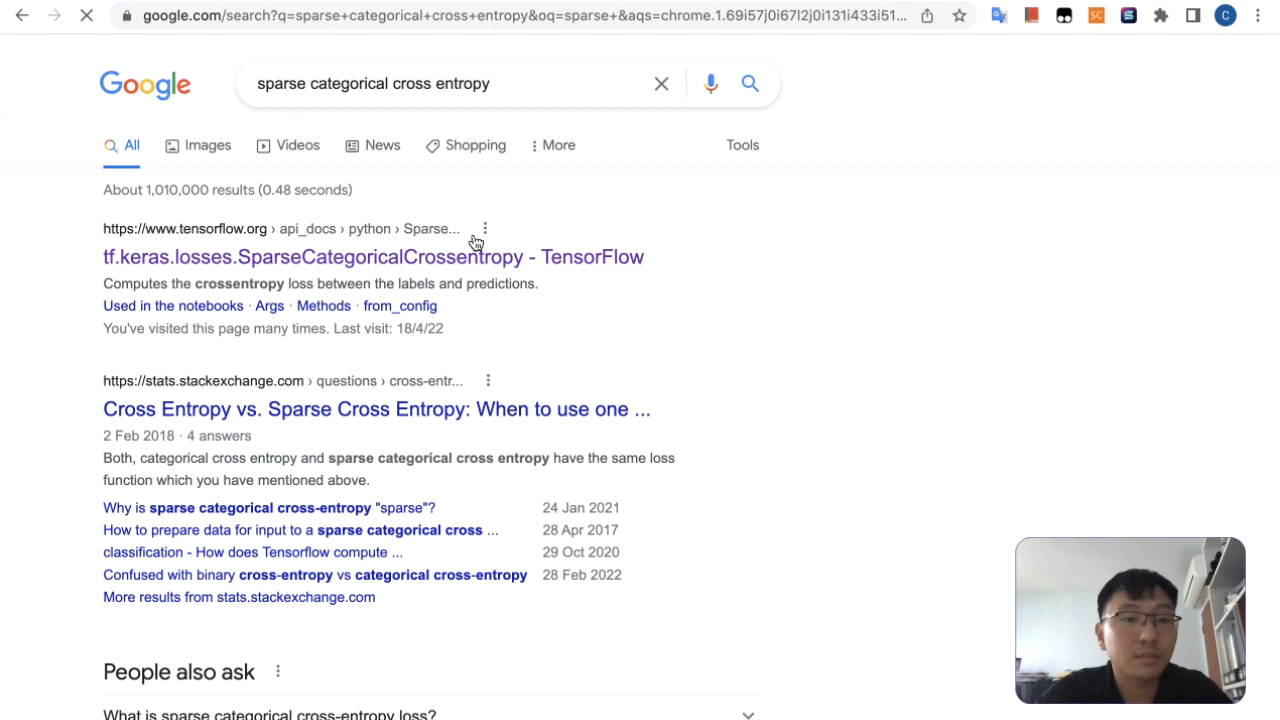 google.com/search?q=sparse+categorical+cross+entropy&oq=sparse+&aqs=chrome.1.69i57j0i67l2j0i131i433i51...
SC
S
C
Google
sparse categorical cross entropy
All
Images
Videos
News
Shopping
More
Tools
About 1,010,000 results (0.48 seconds)
https://www.tensorflow.org › api_docs › python › Sparse...
tf.keras.losses.SparseCategoricalCrossentropy - TensorFlow
Computes the crossentropy loss between the labels and predictions.
Used in the notebooks · Args · Methods · from_config
You've visited this page many times. Last visit: 18/4/22
https://stats.stackexchange.com › questions › cross-entr...
Cross Entropy vs. Sparse Cross Entropy: When to use one ...
2 Feb 2018 · 4 answers
Both, categorical cross entropy and sparse categorical cross entropy have the same loss
function which you have mentioned above.
Why is sparse categorical cross-entropy "sparse"? 24 Jan 2021
How to prepare data for input to a sparse categorical cross ... 28 Apr 2017
classification - How does Tensorflow compute ... 29 Oct 2020
Confused with binary cross-entropy vs categorical cross-entropy 28 Feb 2022
More results from stats.stackexchange.com
People also ask
What is sparse categorical cross-entropy loss?